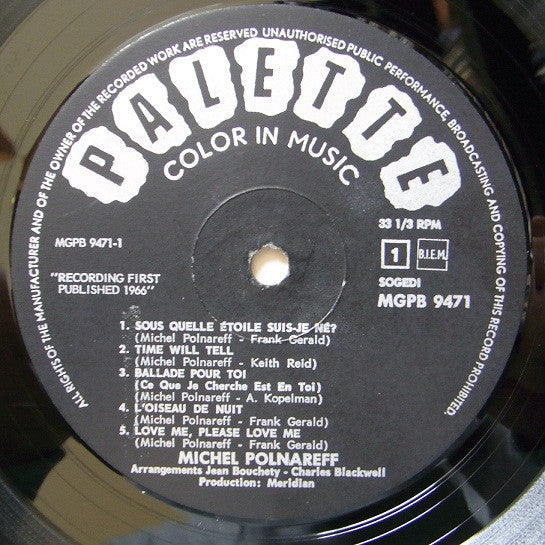 ALL RIGHTS OF THE MANUFACTURER AND OF THE OWNER OF THE RECORDED WORK ARE RESERVED UNAUTHORISED PUBLIC PERFORMANCE, BROADCASTING AND COPYING OF THIS RECORD PROHIBITED.
PALETTE
COLOR IN MUSIC
MGPB 9471-1
33 1/3 RPM
1 B.I.E.M.
SOGEDI
MGPB 9471
"RECORDING FIRST
PUBLISHED 1966"
1. SOUS QUELLE ÉTOILE SUIS-JE NÉ?
(Michel Polnareff - Frank Gerald)
2. TIME WILL TELL
(Michel Polnareff - Keith Reid)
3. BALLADE POUR TOI
(Ce Que Je Cherche Est En Toi)
(Michel Polnareff - A. Kopelman)
4. L'OISEAU DE NUIT
(Michel Polnareff - Frank Gerald)
5. LOVE ME, PLEASE LOVE ME
(Michel Polnareff - Frank Gerald)
MICHEL POLNAREFF
Arrangements Jean Bouchety - Charles Blackwell
Production: Meridian